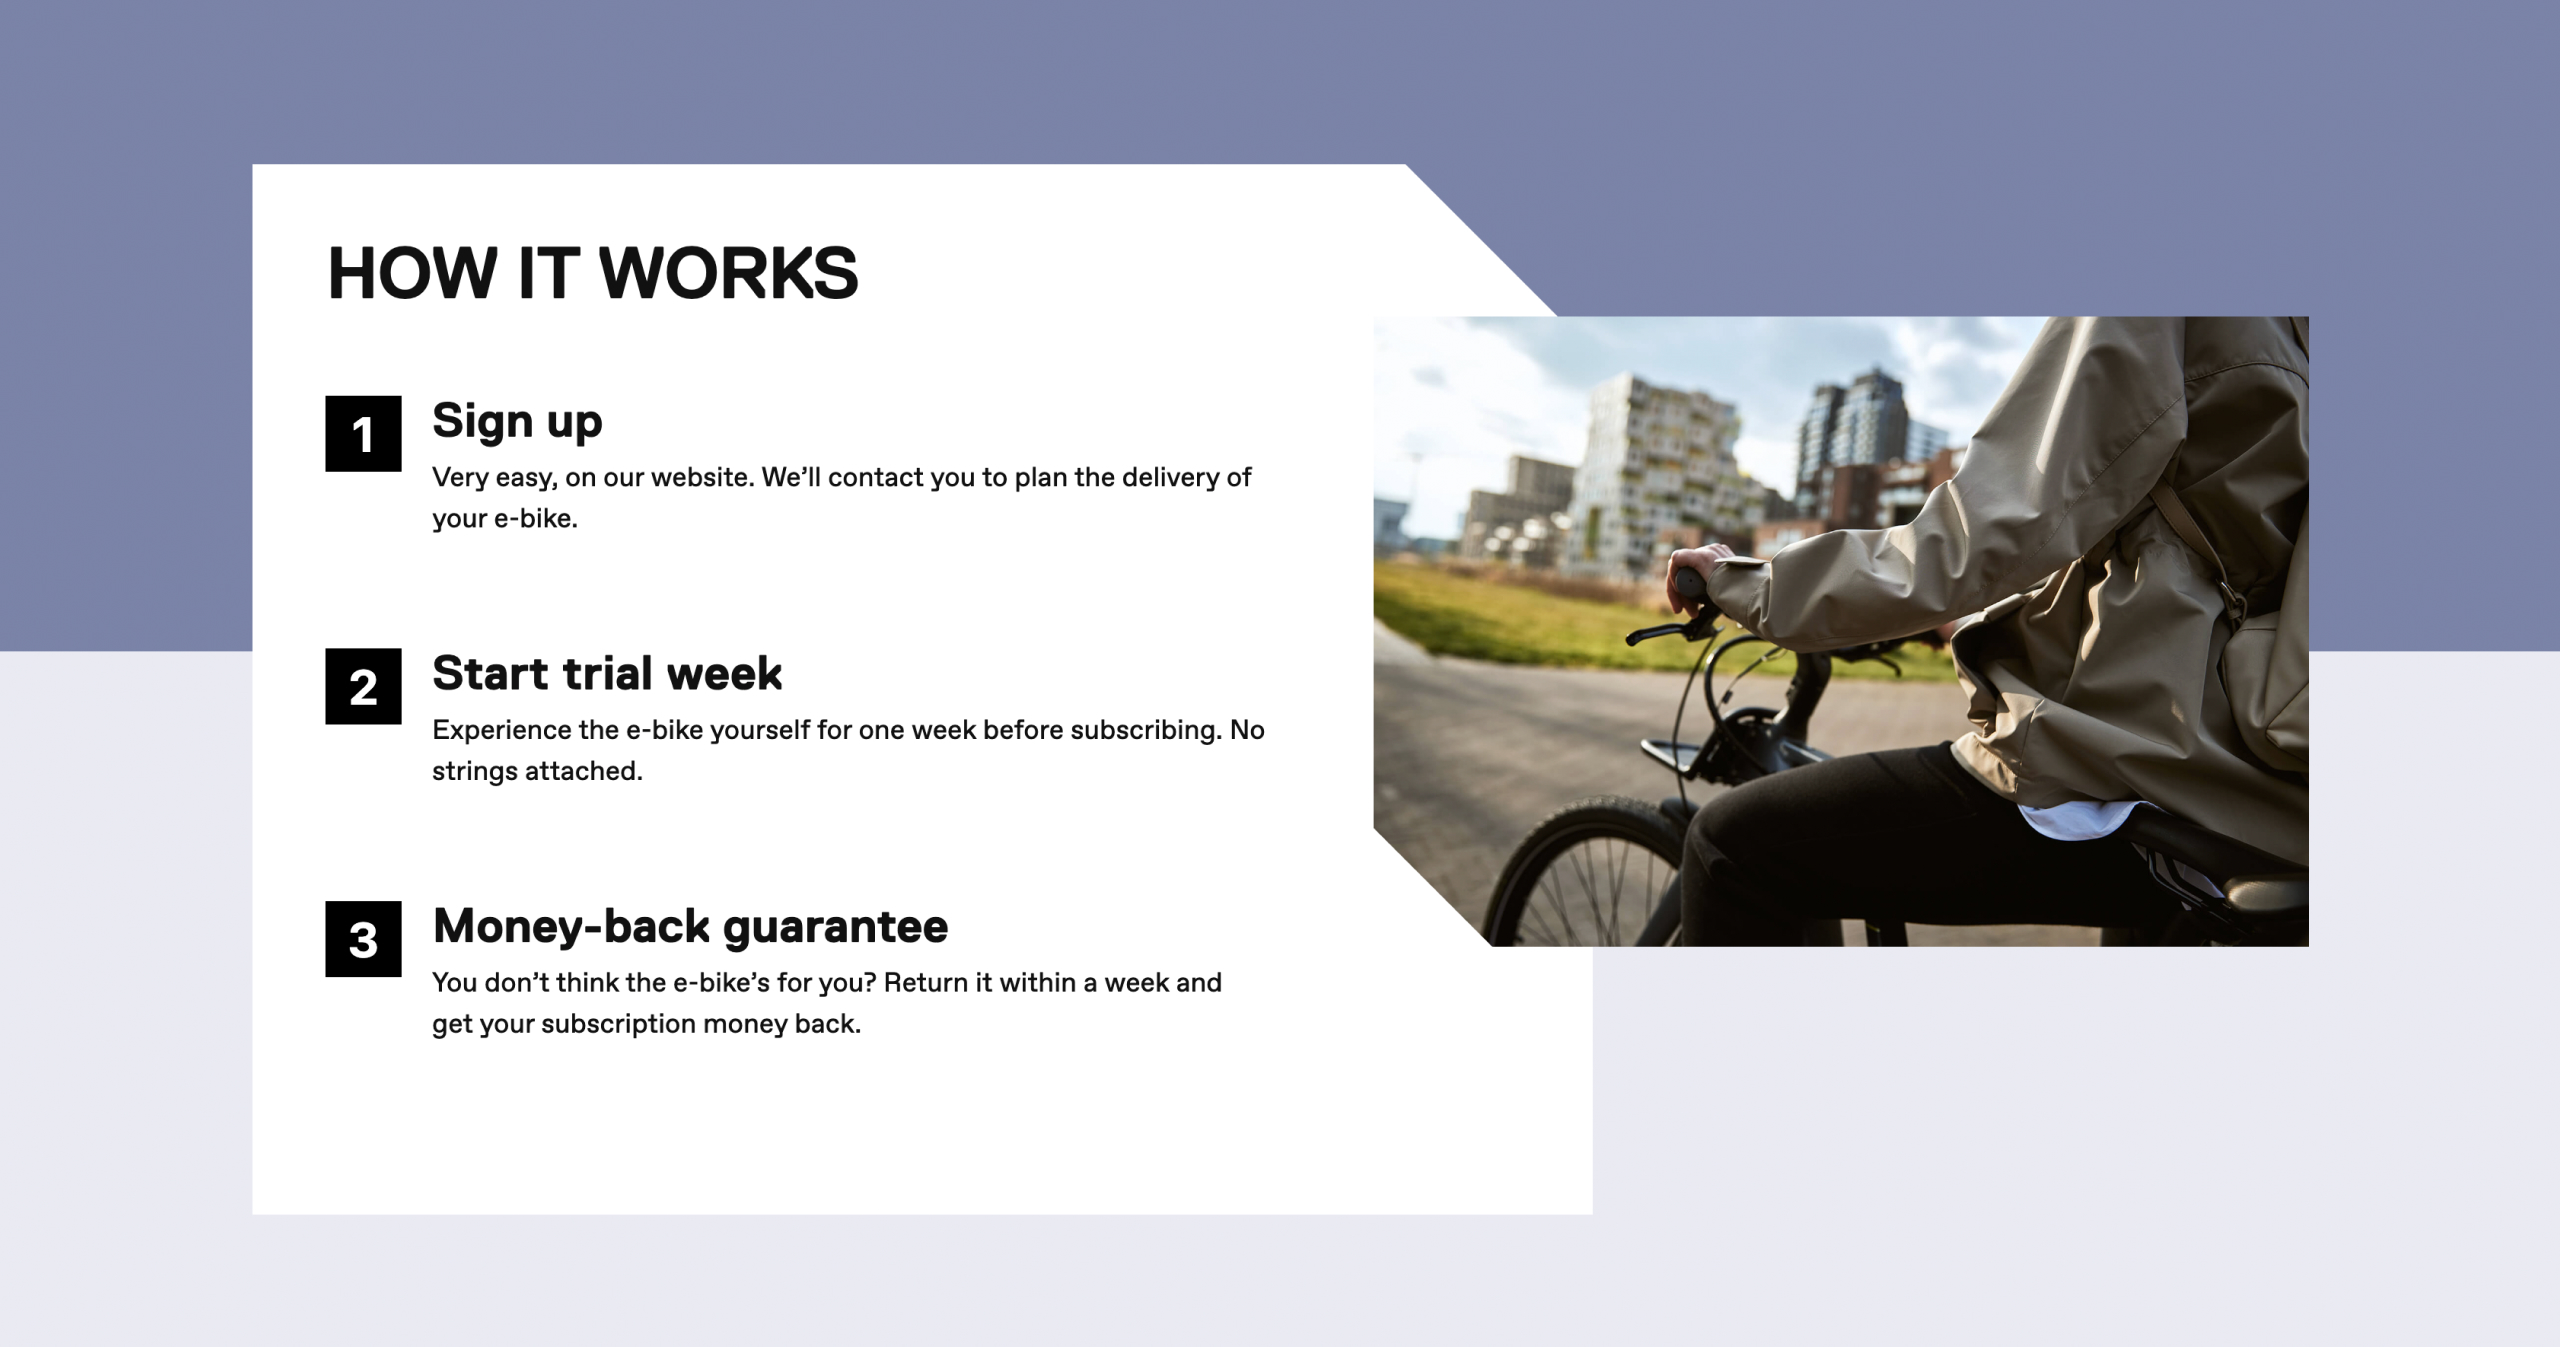 HOW IT WORKS
1
Sign up
Very easy, on our website. We’ll contact you to plan the delivery of
your e-bike.
2
Start trial week
Experience the e-bike yourself for one week before subscribing. No
strings attached.
3
Money-back guarantee
You don’t think the e-bike’s for you? Return it within a week and
get your subscription money back.